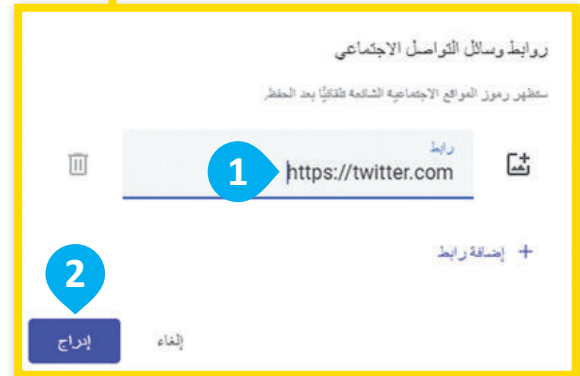 روابط وسائل التواصل الاجتماعي
ستظهر رموز المواقع الاجتماعية الشائعة تلقائيًا بعد الحفظ.
رابط
1 https://twitter.com
+ إضافة رابط
2
إلغاء إدراج